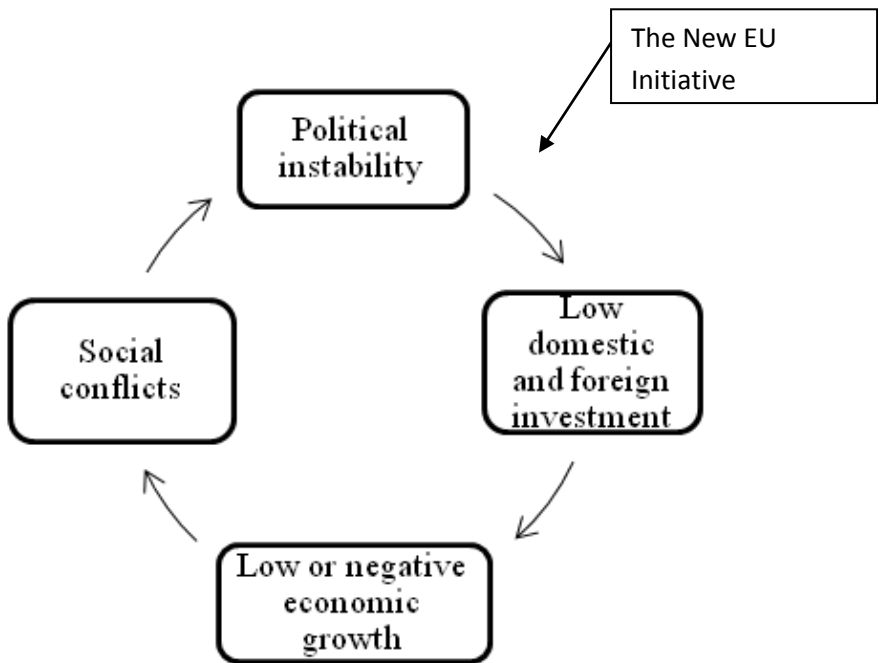 The New EU
Initiative
Political
instability
Low
domestic
and foreign
investment
Low or negative
economic
growth
Social
conflicts